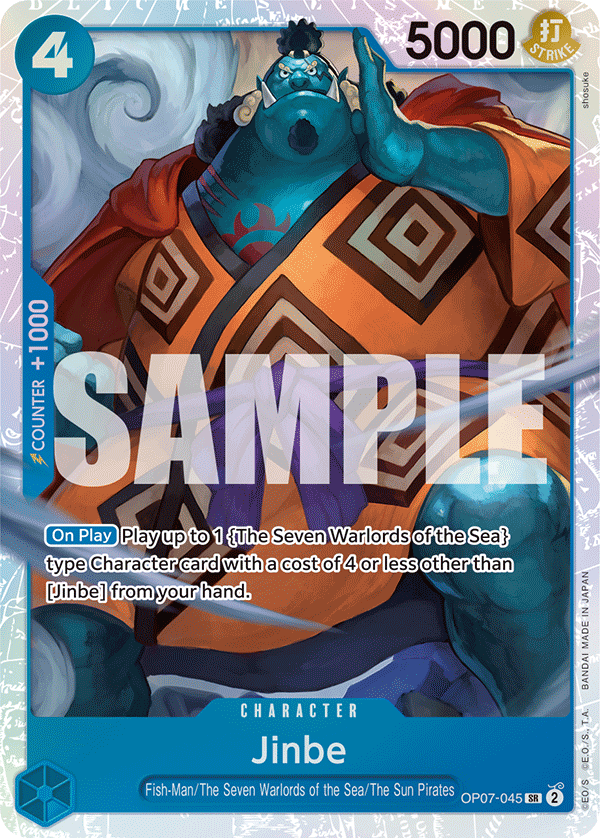 4
5000
打
STRIKE
shosuke
COUNTER +1000
SAMPLE
On Play Play up to 1 {The Seven Warlords of the Sea}
type Character card with a cost of 4 or less other than
[Jinbe] from your hand.
CHARACTER
Jinbe
Fish-Man/The Seven Warlords of the Sea/The Sun Pirates
OP07-045 SR 2
©EO/S ©E.O./S., T.A. BANDAI MADE IN JAPAN